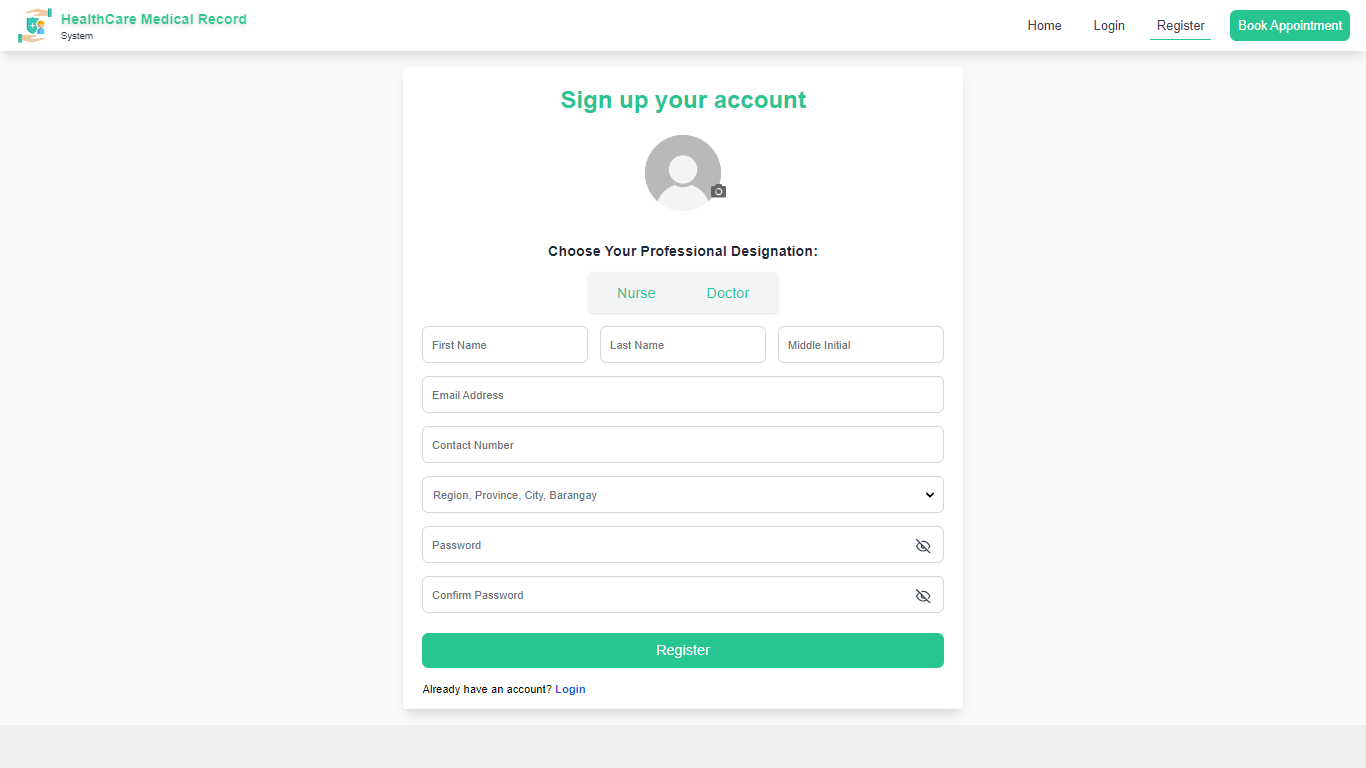 HealthCare Medical Record
System
Home Login Register Book Appointment
Sign up your account
Choose Your Professional Designation:
Nurse Doctor
First Name Last Name Middle Initial
Email Address
Contact Number
Region, Province, City, Barangay
Password
Confirm Password
Register
Already have an account? Login